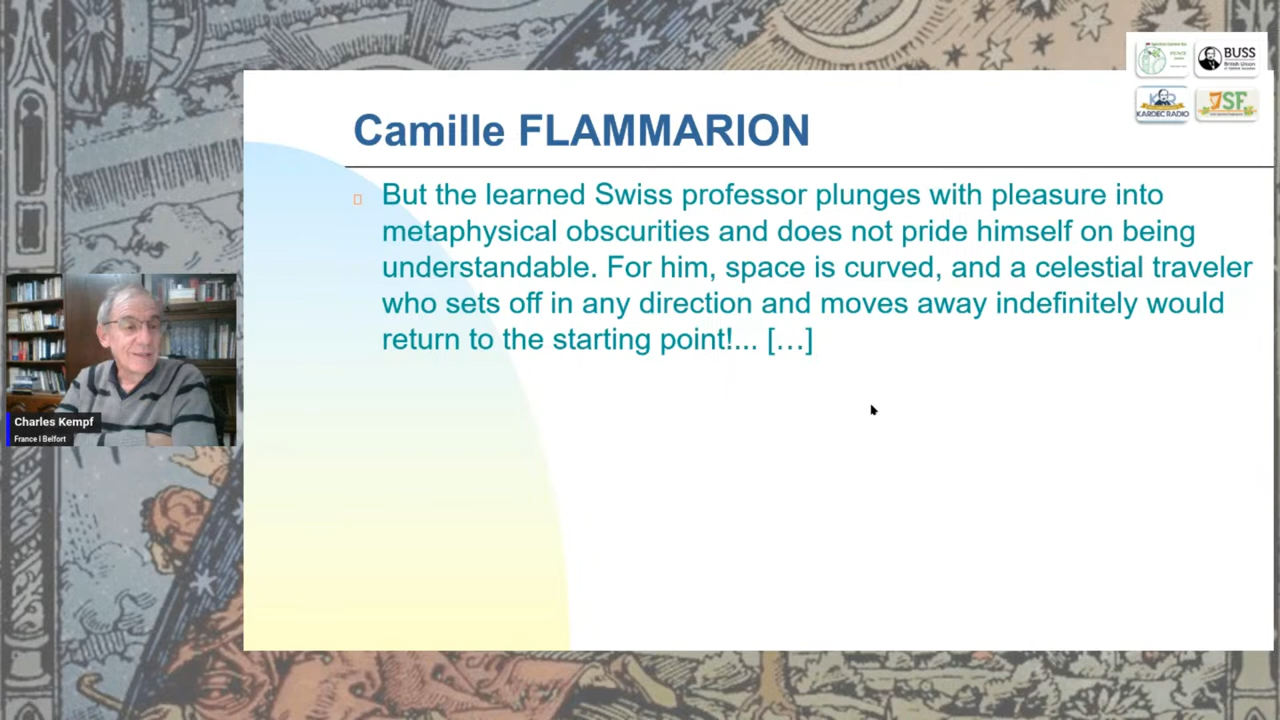 Camille FLAMMARION
But the learned Swiss professor plunges with pleasure into
metaphysical obscurities and does not pride himself on being
understandable. For him, space is curved, and a celestial traveler
who sets off in any direction and moves away indefinitely would
return to the starting point!... […]
BUSS
British Union
KARDEC RADIO
SF
Charles Kempf
France I Belfort